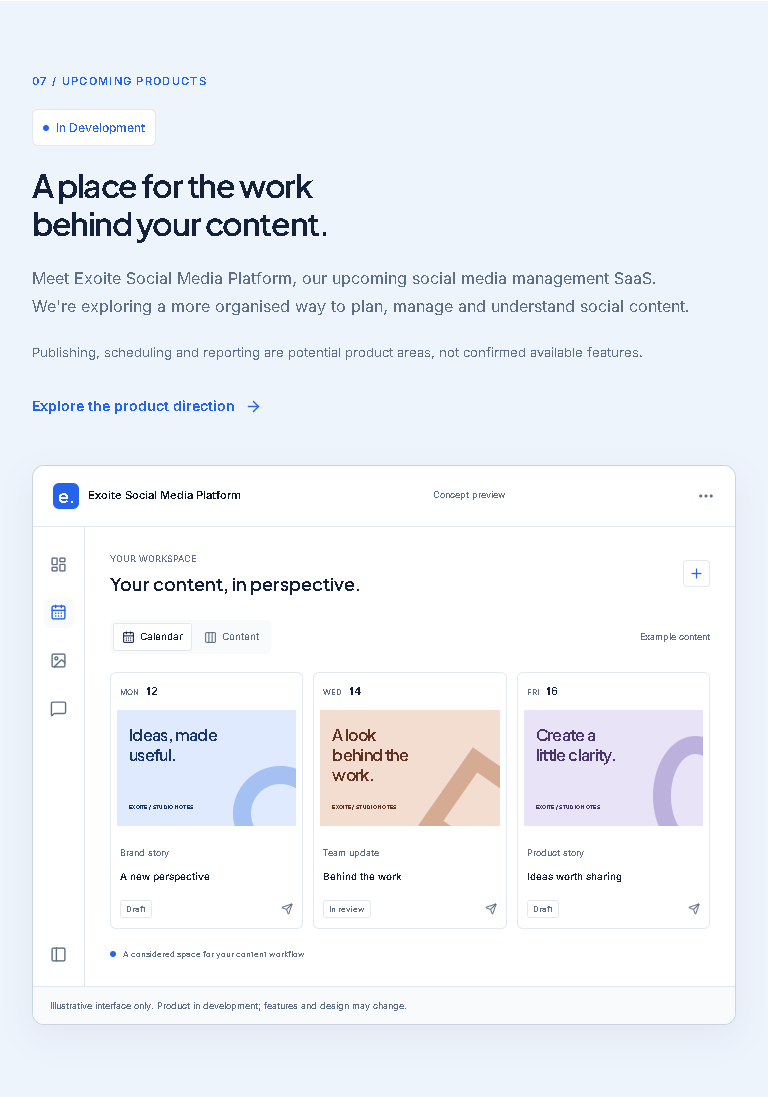 07 / UPCOMING PRODUCTS
In Development
A place for the work
behind your content.
Meet Exoite Social Media Platform, our upcoming social media management SaaS.
We're exploring a more organised way to plan, manage and understand social content.
Publishing, scheduling and reporting are potential product areas, not confirmed available features.
Explore the product direction
e. Exoite Social Media Platform
Concept preview
YOUR WORKSPACE
Your content, in perspective.
Calendar
Content
Example content
MON 12
Ideas, made
useful.
EXOITE / STUDIO NOTES
Brand story
A new perspective
Draft
WED 14
A look
behind the
work.
EXOITE / STUDIO NOTES
Team update
Behind the work
In review
FRI 16
Create a
little clarity.
EXOITE / STUDIO NOTES
Product story
Ideas worth sharing
Draft
A considered space for your content workflow
Illustrative interface only. Product in development; features and design may change.